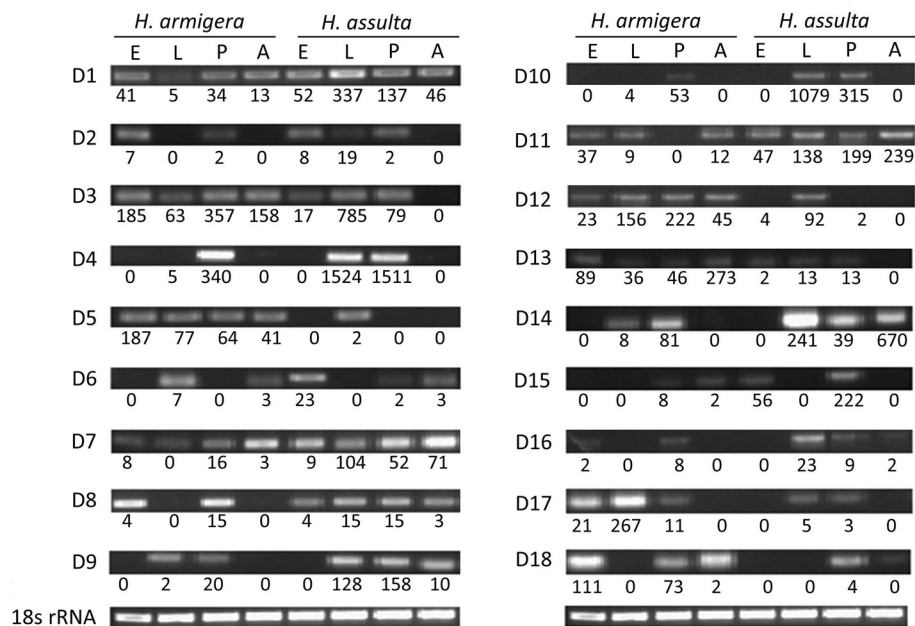 H. armigera H. assulta
E L P A E L P A
D1
41 5 34 13 52 337 137 46
D2
7 0 2 0 8 19 2 0
D3
185 63 357 158 17 785 79 0
D4
0 5 340 0 0 1524 1511 0
D5
187 77 64 41 0 2 0 0
D6
0 7 0 3 23 0 2 3
D7
8 0 16 3 9 104 52 71
D8
4 0 15 0 4 15 15 3
D9
0 2 20 0 0 128 158 10
18s rRNA
H. armigera H. assulta
E L P A E L P A
D10
0 4 53 0 0 1079 315 0
D11
37 9 0 12 47 138 199 239
D12
23 156 222 45 4 92 2 0
D13
89 36 46 273 2 13 13 0
D14
0 8 81 0 0 241 39 670
D15
0 0 8 2 56 0 222 0
D16
2 0 8 0 0 23 9 2
D17
21 267 11 0 0 5 3 0
D18
111 0 73 2 0 0 4 0